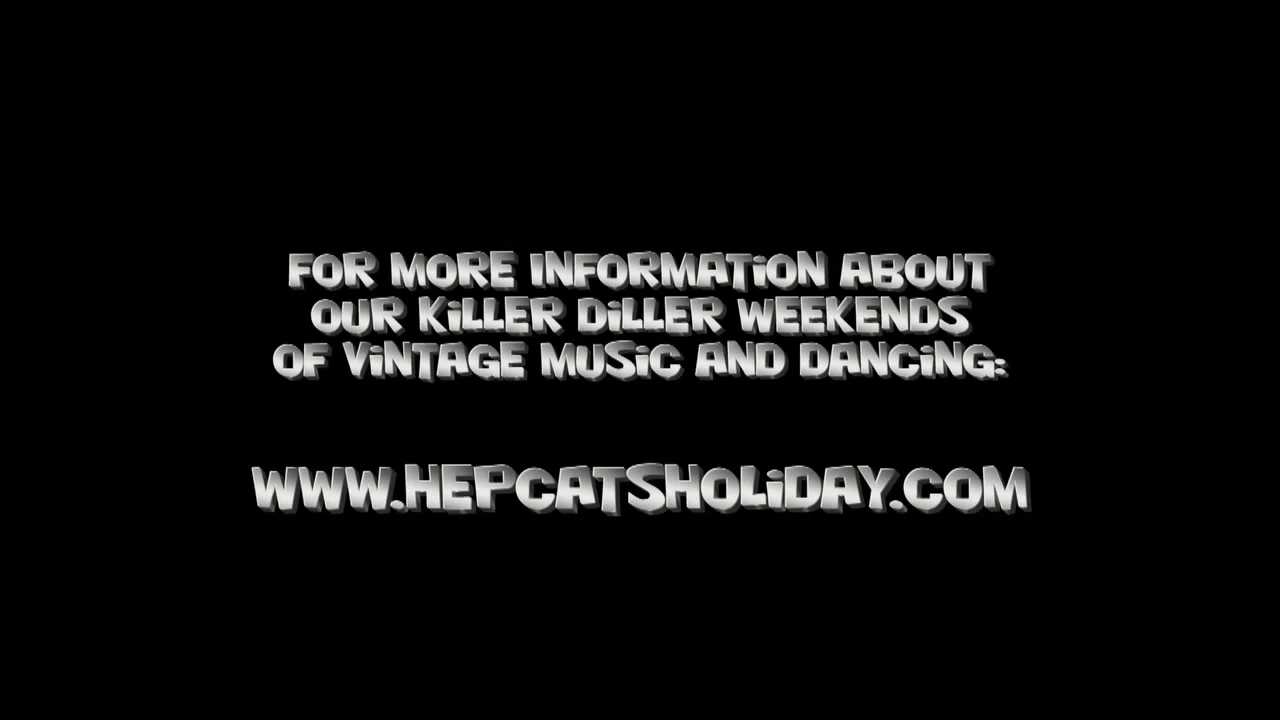 FOR MORE INFORMATiON ABOUT
OUR KiLLER DiLLER WEEKENDS
OF ViNTAGE MUSiC AND DANCiNG:
WWW.HEPCATSHOLiDAY.COM